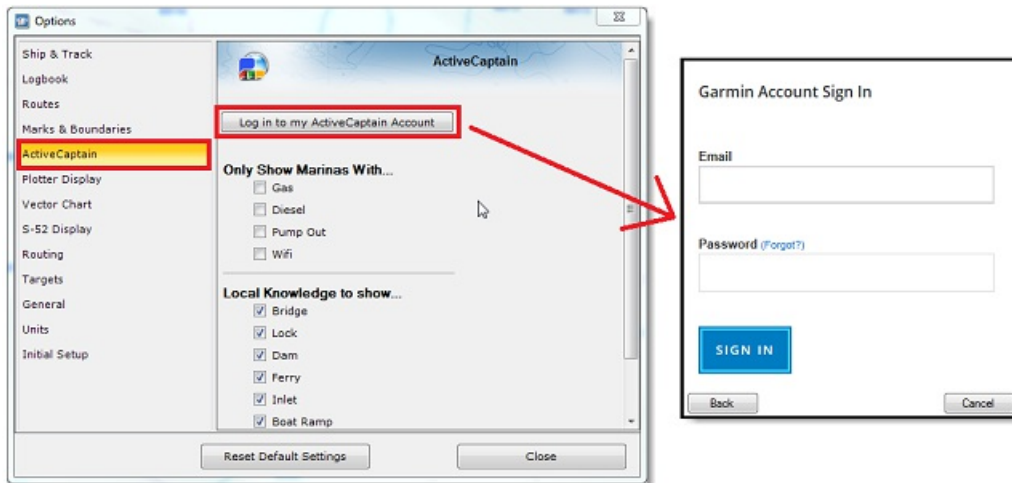 Options
Ship & Track
Logbook
Routes
Marks & Boundaries
ActiveCaptain
Plotter Display
Vector Chart
S-52 Display
Routing
Targets
General
Units
Initial Setup
ActiveCaptain
Log in to my ActiveCaptain Account
Only Show Marinas With...
Gas
Diesel
Pump Out
Wifi
Local Knowledge to show...
Bridge
Lock
Dam
Ferry
Inlet
Boat Ramp
Reset Default Settings
Close
Garmin Account Sign In
Email
Password (Forgot?)
SIGN IN
Back
Cancel